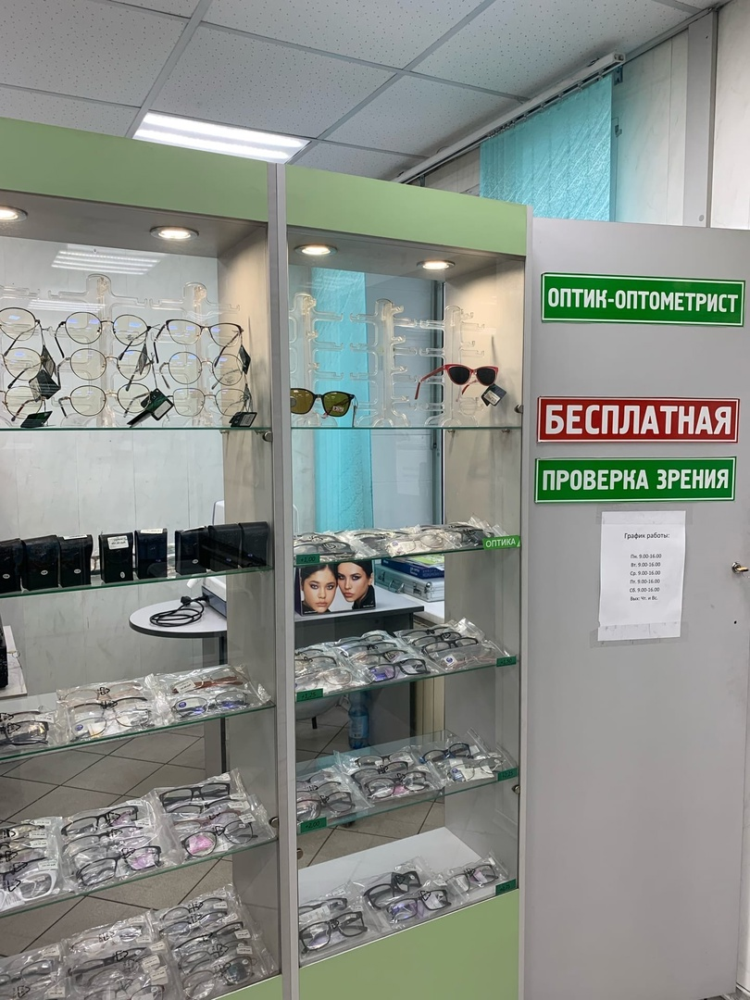 ОПТИК-ОПТОМЕТРИСТ
БЕСПЛАТНАЯ
ПРОВЕРКА ЗРЕНИЯ
График работы:
Пн. 9.00-16.00
Вт. 9.00-16.00
Ср. 9.00-16.00
Пт. 9.00-16.00
Сб. 9.00-16.00
Вых: Чт. и Вс.
ОПТИКА